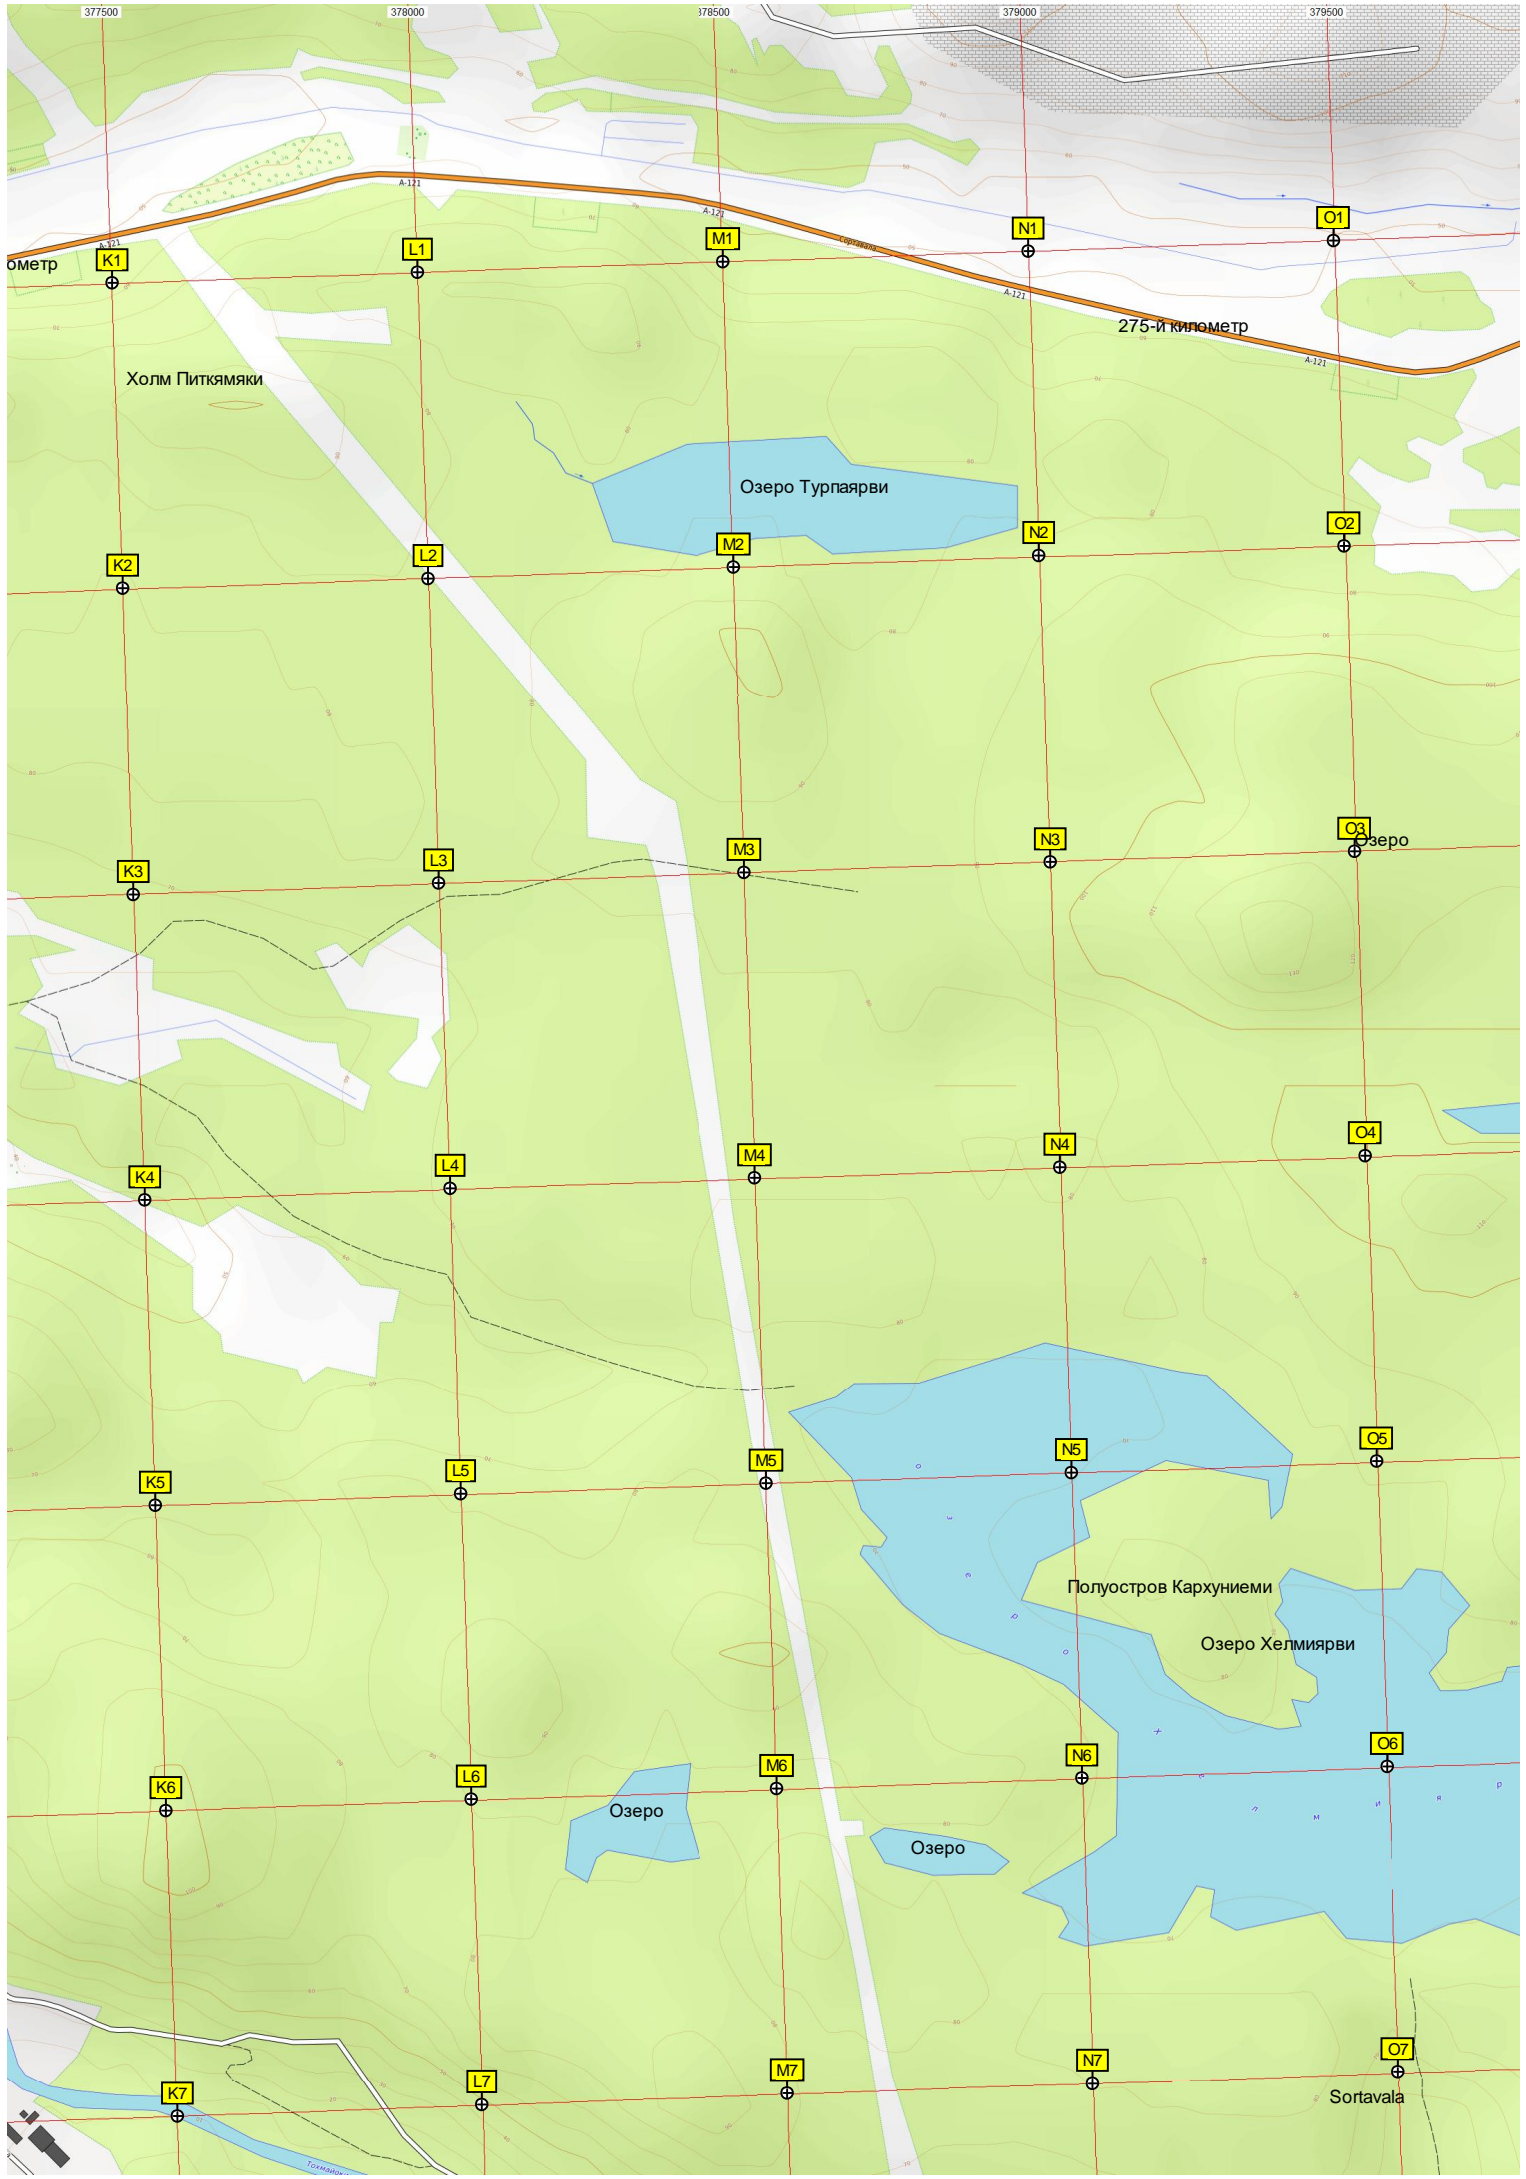 377500 378000 378500 379000 379500
А-121
А-121
А-121
Сортавала
K1 L1 M1 N1 O1
ометр
А-121
275-й километр
А-121
Холм Питкямяки
Озеро Турпаярви
K2 L2 M2 N2 O2
K3 L3 M3 N3 O3
Озеро
K4 L4 M4 N4 O4
K5 L5 M5 N5 O5
Полуостров Кархуниеми
Озеро Хелмиярви
озеро Хелмияр
K6 L6 M6 N6 O6
Озеро
Озеро
K7 L7 M7 N7 O7
Sortavala